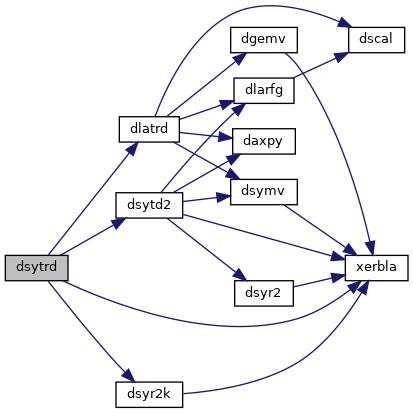 dgemv
dscal
dlarfg
dlatrd
daxpy
dsymv
dsytd2
dsytrd
xerbla
dsyr2
dsyr2k